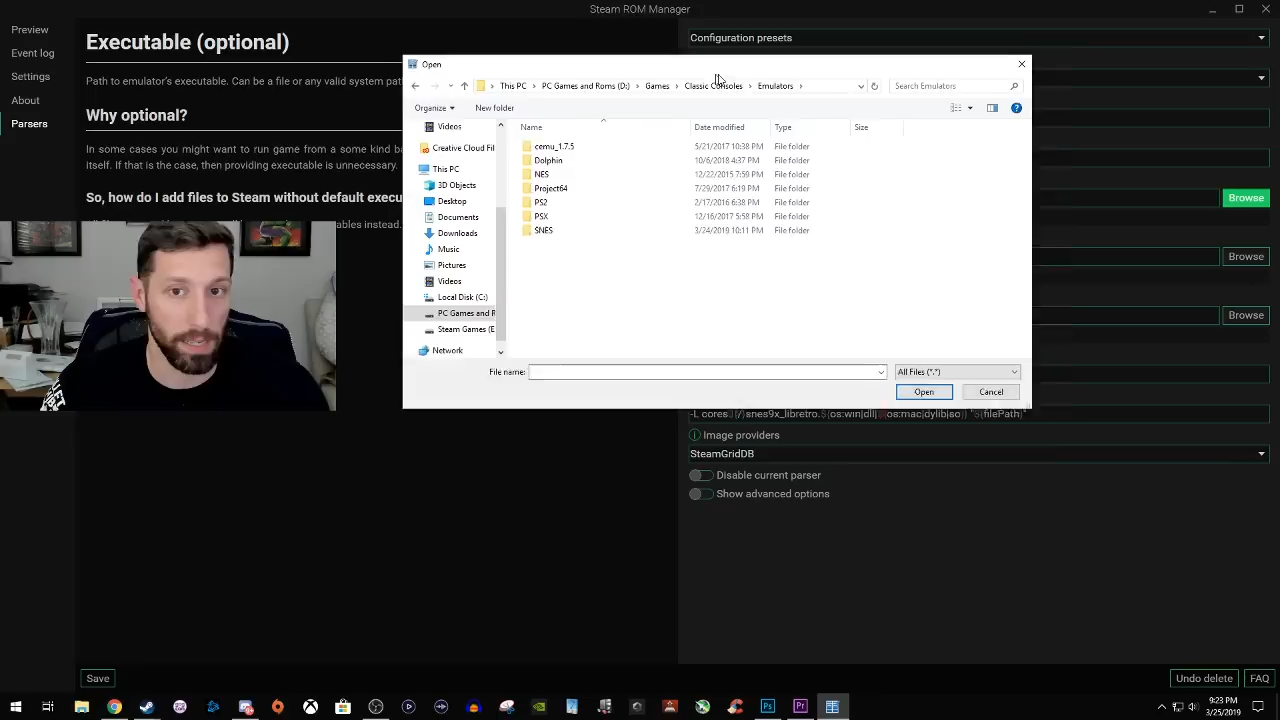 Steam ROM Manager
Preview
Event log
Settings
About
Parsers
Executable (optional)
Path to emulator's executable. Can be a file or any valid system pat
Why optional?
In some cases you might want to run game from a some kind ba
itself. If that is the case, then providing executable is unnecessary.
So, how do I add files to Steam without default execu
ables instead.
Configuration presets
Open
This PC
PC Games and Roms (D:)
Games
Classic Consoles
Emulators
Search Emulators
Organize
New folder
Videos
Creative Cloud Fil
This PC
3D Objects
Desktop
Documents
Downloads
Music
Pictures
Videos
Local Disk (C:)
PC Games and R
Steam Games (E
Network
Name Date modified Type Size
cemu_1.7.5 5/21/2017 10:38 PM File folder
Dolphin 10/6/2018 4:37 PM File folder
NES 12/22/2015 7:59 PM File folder
Project64 7/29/2017 6:19 PM File folder
PS2 2/17/2016 6:38 PM File folder
PSX 12/16/2017 5:58 PM File folder
SNES 3/24/2019 10:11 PM File folder
File name:
All Files (*.*)
Open
Cancel
Browse
Browse
Browse
Image providers
SteamGridDB
Disable current parser
Show advanced options
Save
Undo delete
FAQ
9:23 PM
3/25/2019